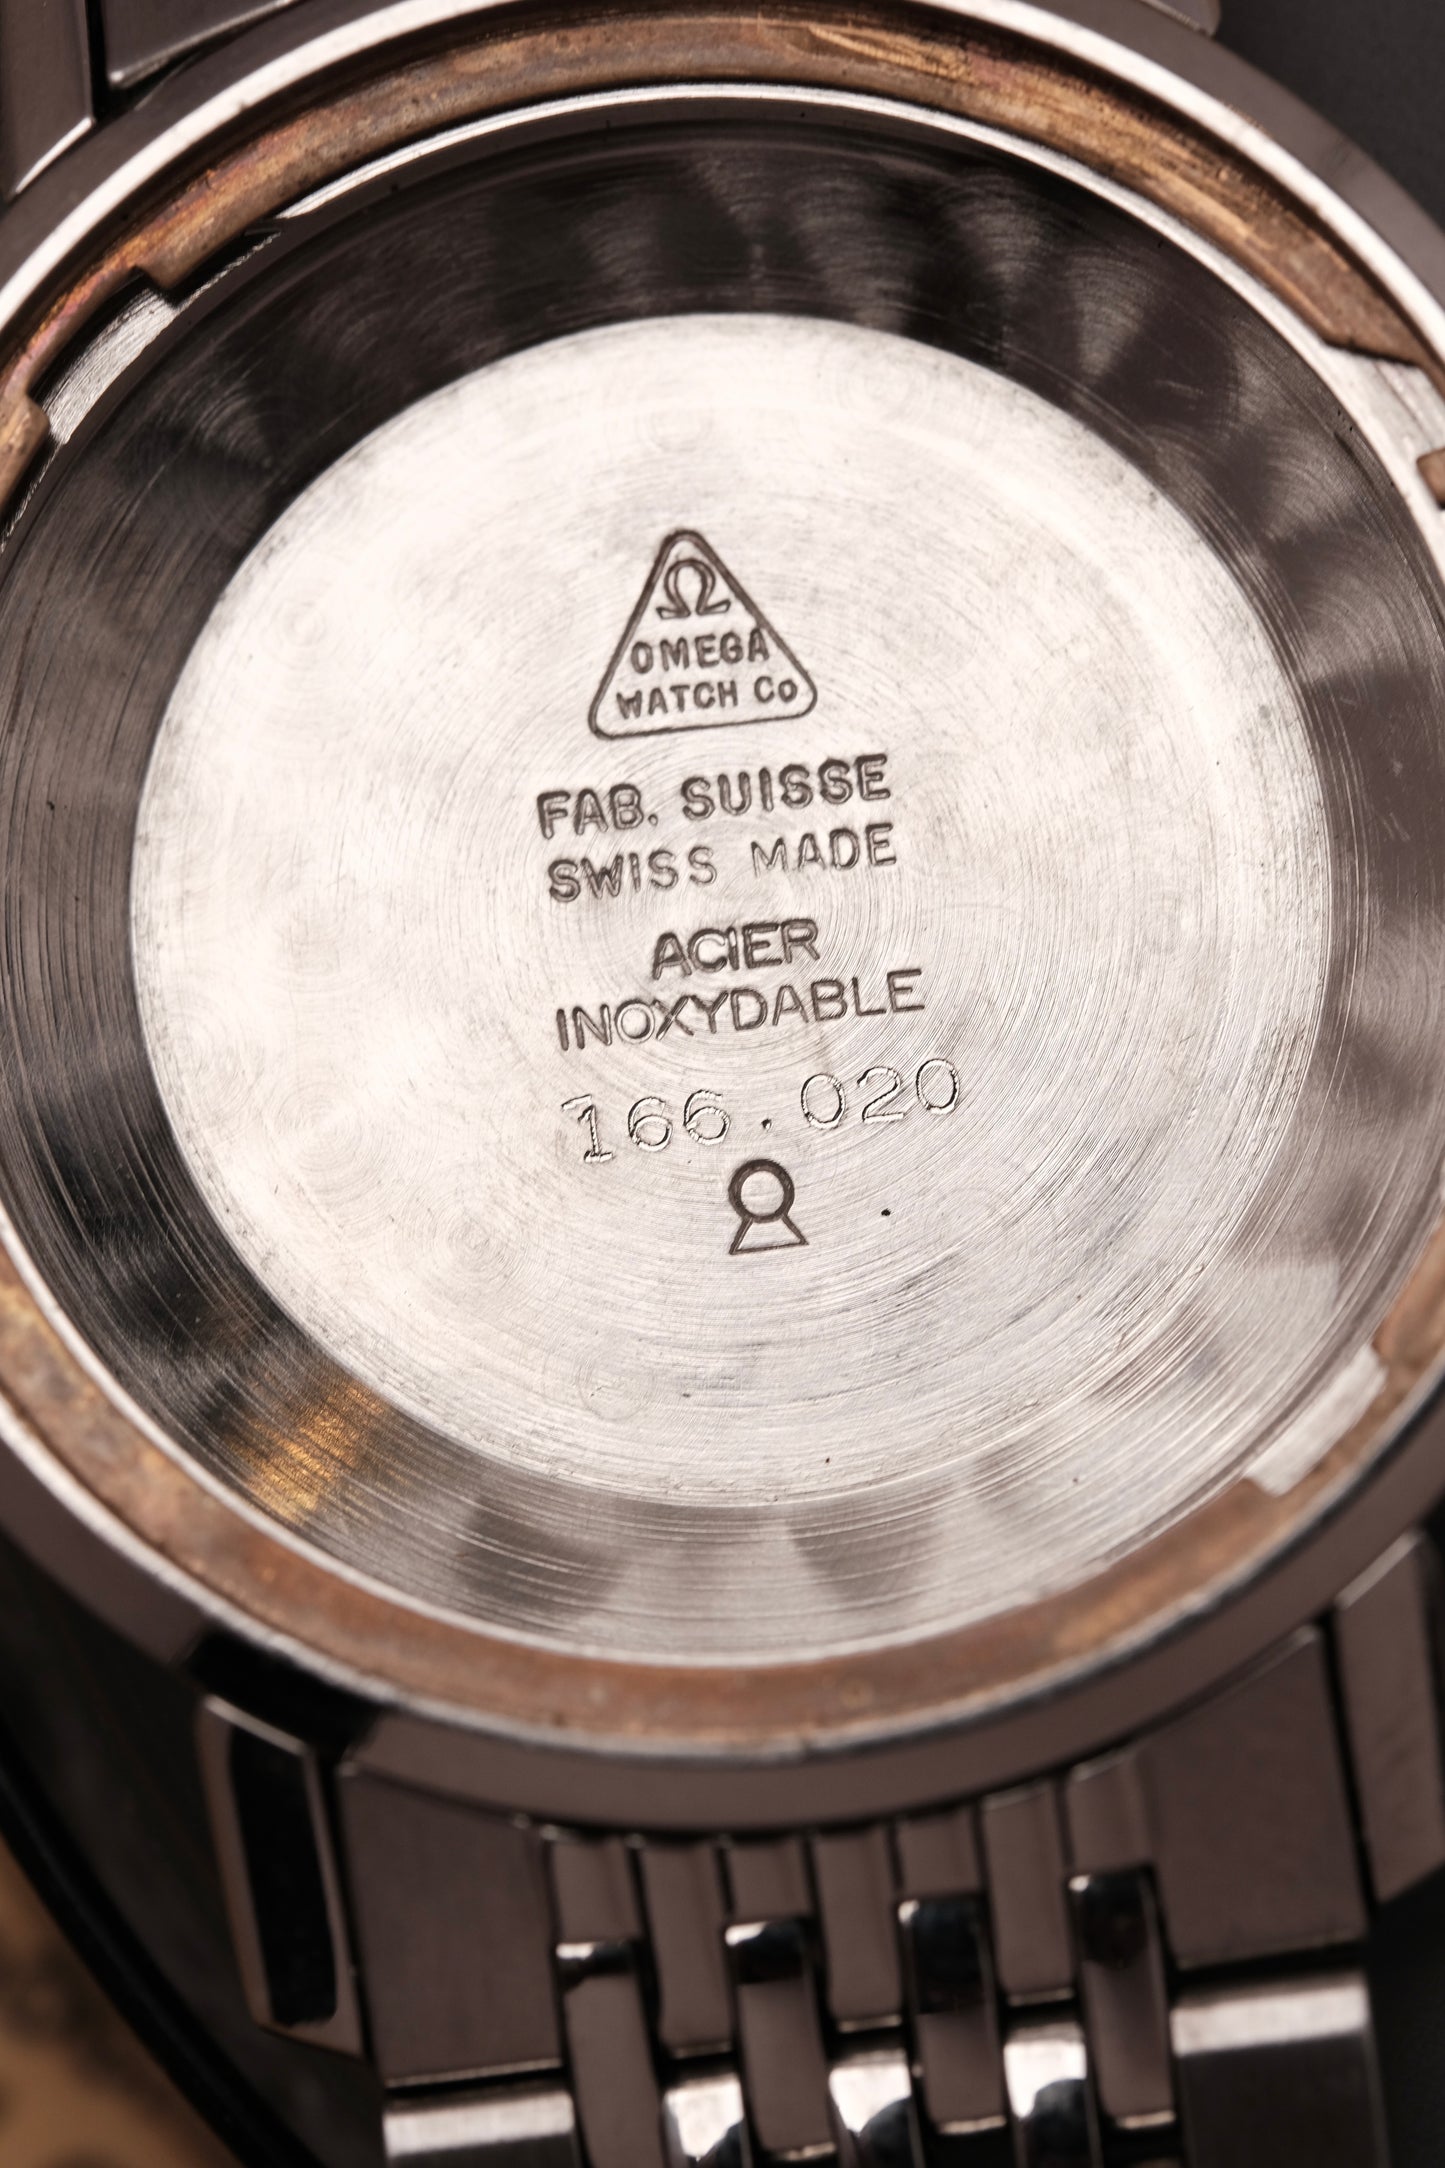 Ω
OMEGA
WATCH Co
FAB. SUISSE
SWISS MADE
ACIER
INOXYDABLE
166.020